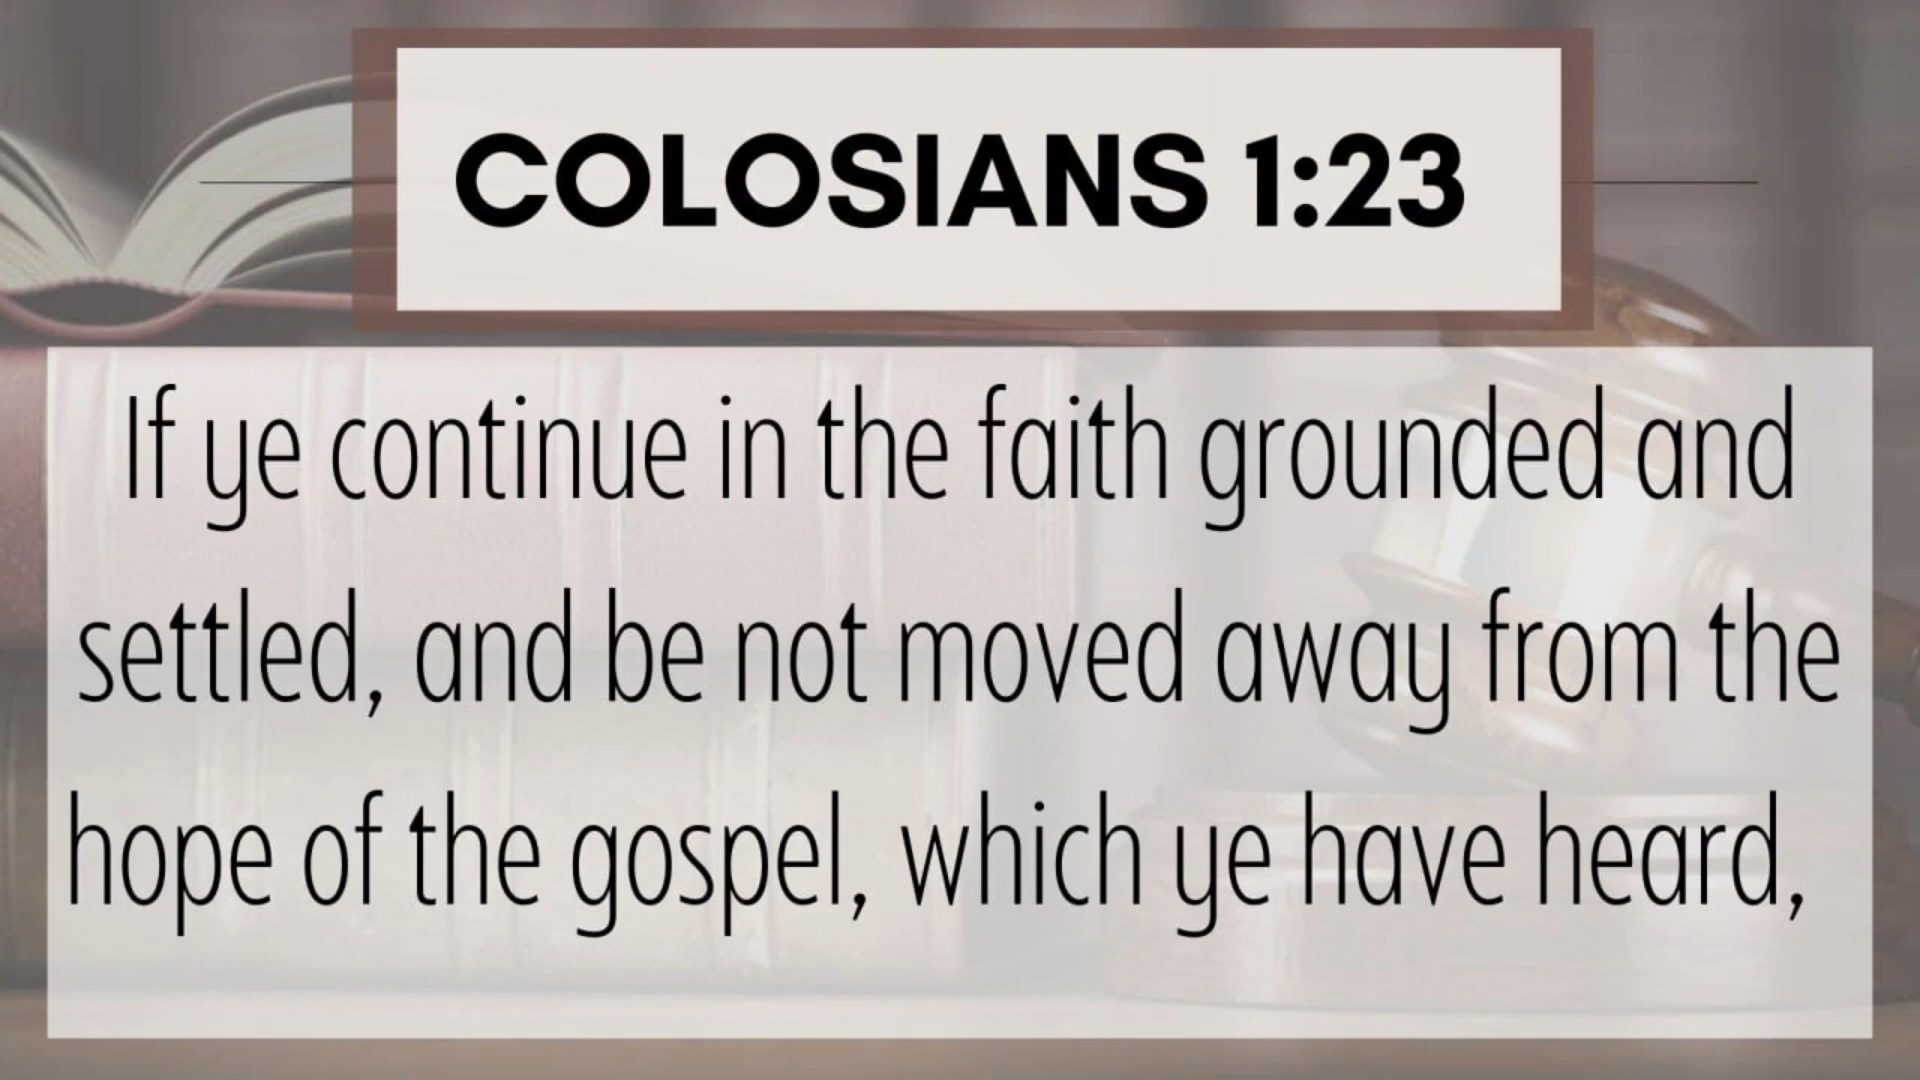 COLOSIANS 1:23
If ye continue in the faith grounded and
settled, and be not moved away from the
hope of the gospel, which ye have heard,